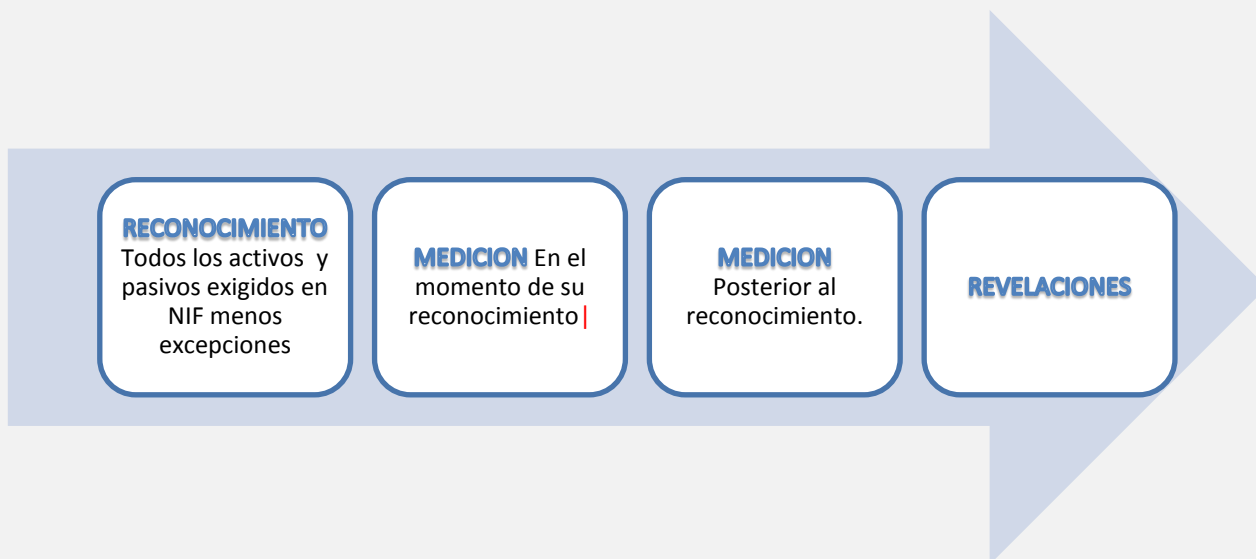 RECONOCIMIENTO
Todos los activos y
pasivos exigidos en
NIF menos
excepciones
MEDICION En el
momento de su
reconocimiento
MEDICION
Posterior al
reconocimiento.
REVELACIONES